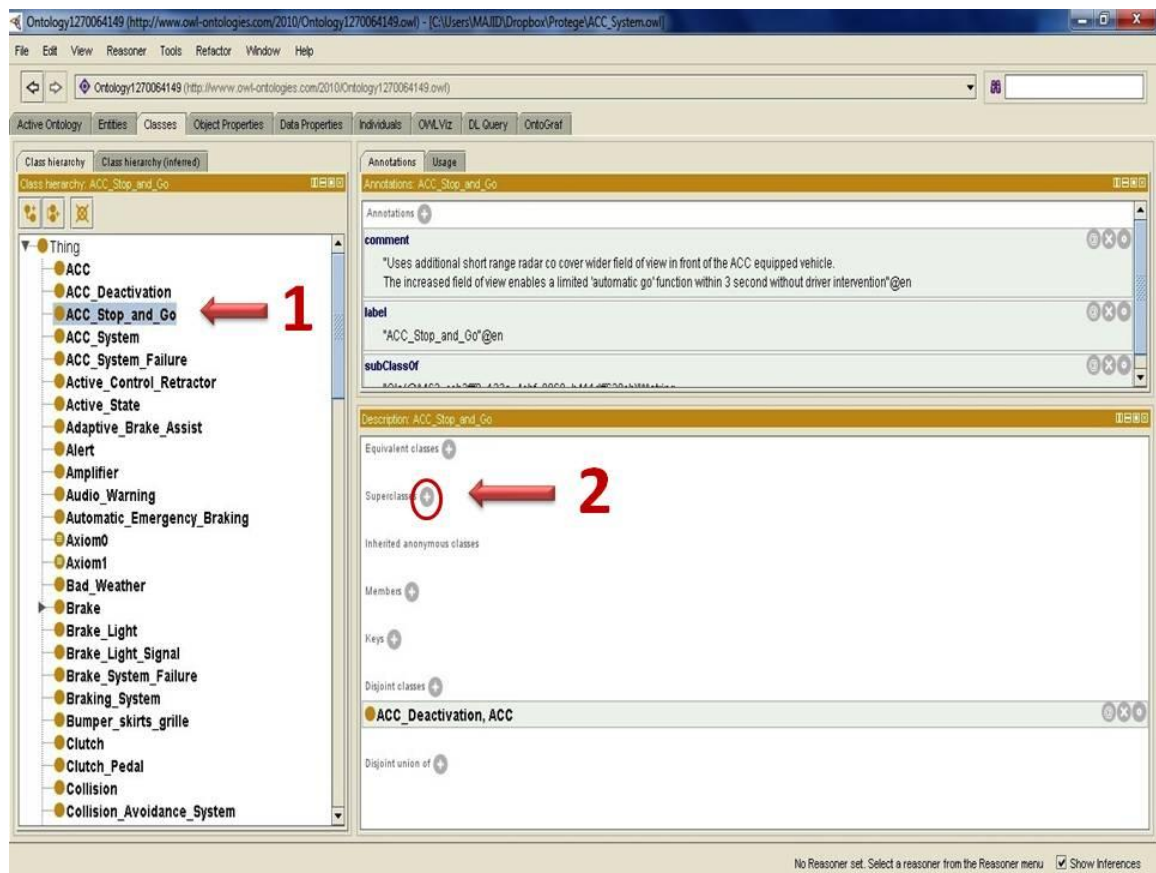 Ontology1270064149 (http://www.owl-ontologies.com/2010/Ontology1270064149.owl) - [C:\Users\MAJID\Dropbox\Protege\ACC_System.owl]
File Edit View Reasoner Tools Refactor Window Help
Ontology1270064149 (http://www.owl-ontologies.com/2010/Ontology1270064149.owl)
Active Ontology Entities Classes Object Properties Data Properties Individuals OWLViz DL Query OntoGraf
Class hierarchy Class hierarchy (inferred)
Class hierarchy: ACC_Stop_and_Go
Thing
ACC
ACC_Deactivation
ACC_Stop_and_Go
1
ACC_System
ACC_System_Failure
Active_Control_Retractor
Active_State
Adaptive_Brake_Assist
Alert
Amplifier
Audio_Warning
Automatic_Emergency_Braking
Axiom0
Axiom1
Bad_Weather
Brake
Brake_Light
Brake_Light_Signal
Brake_System_Failure
Braking_System
Bumper_skirts_grille
Clutch
Clutch_Pedal
Collision
Collision_Avoidance_System
Annotations Usage
Annotations: ACC_Stop_and_Go
Annotations
comment
"Uses additional short range radar co cover wider field of view in front of the ACC equipped vehicle.
The increased field of view enables a limited 'automatic go' function within 3 second without driver intervention"@en
label
"ACC_Stop_and_Go"@en
subClassOf
Description: ACC_Stop_and_Go
Equivalent classes
Superclasses
2
Inherited anonymous classes
Members
Keys
Disjoint classes
ACC_Deactivation, ACC
Disjoint union of
No Reasoner set. Select a reasoner from the Reasoner menu Show Inferences